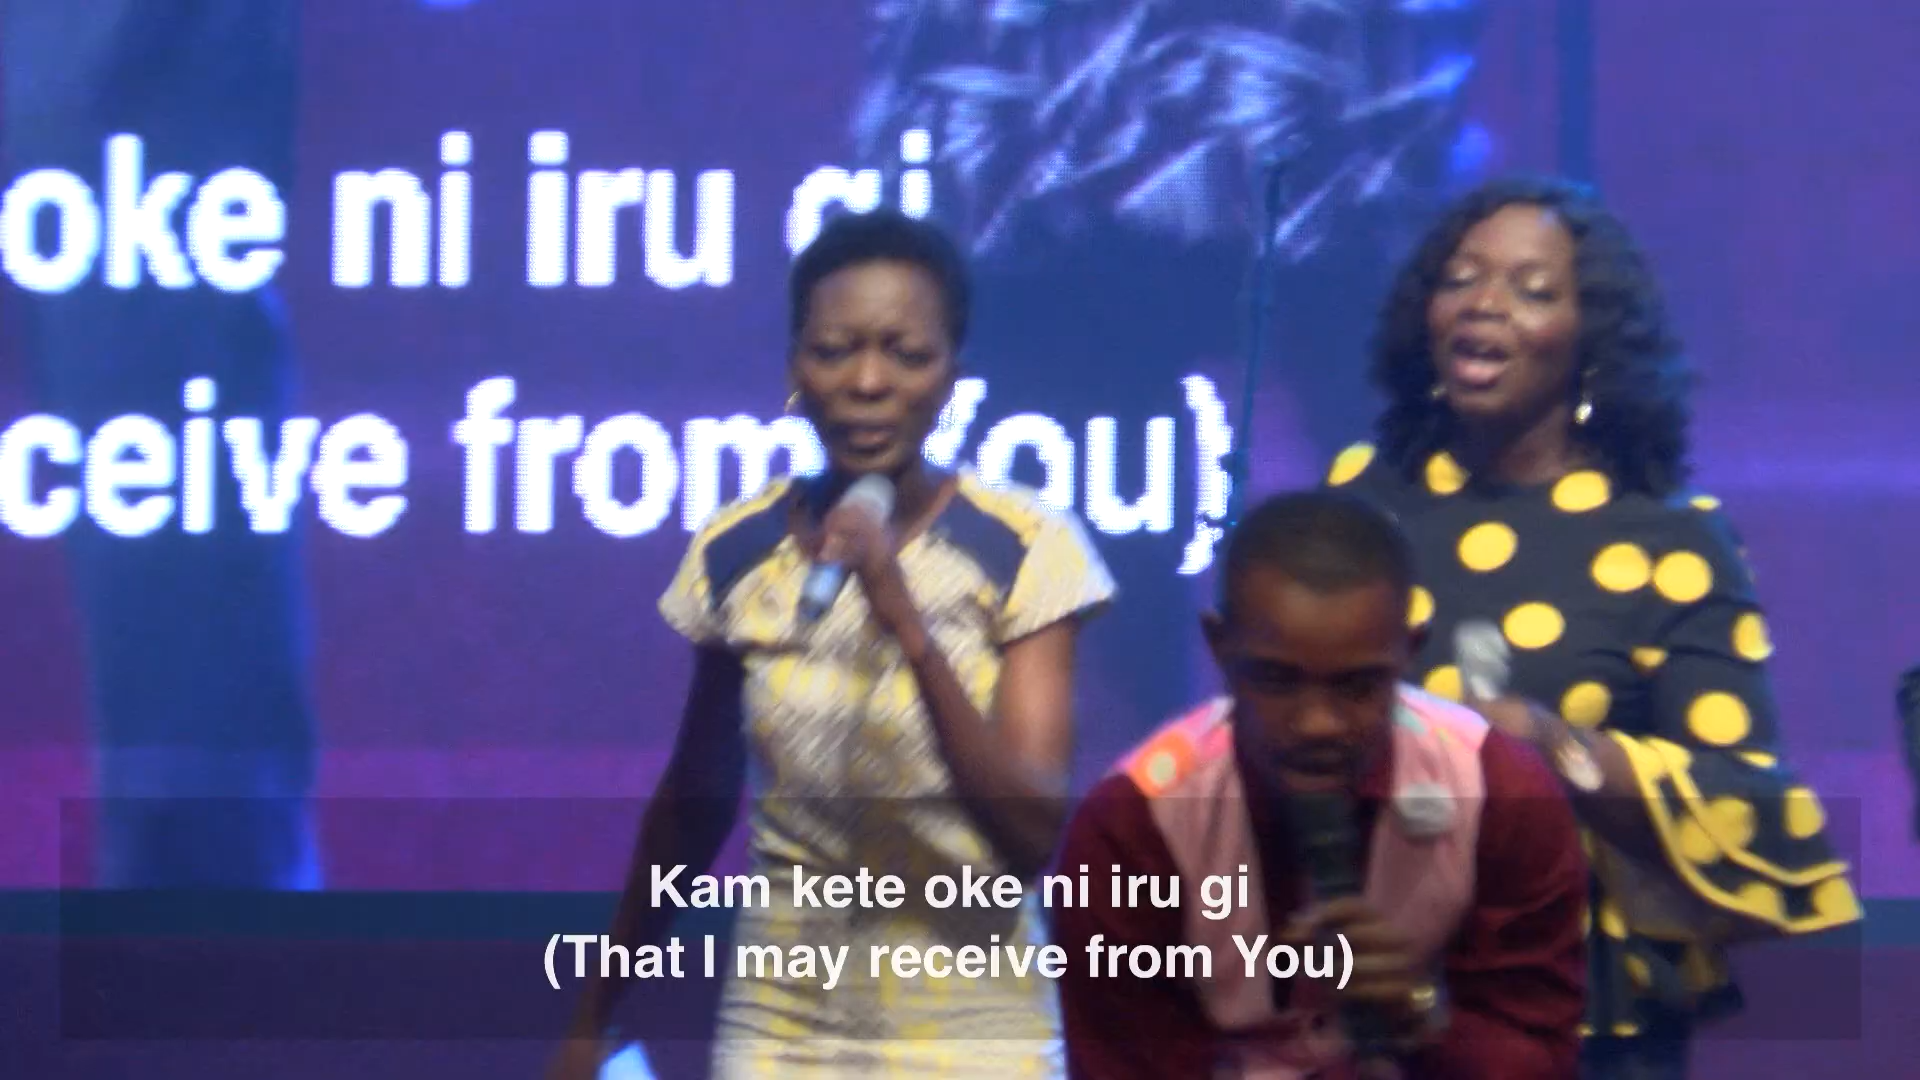 oke ni iru gi
ceive from You)
Kam kete oke ni iru gi
(That I may receive from You)